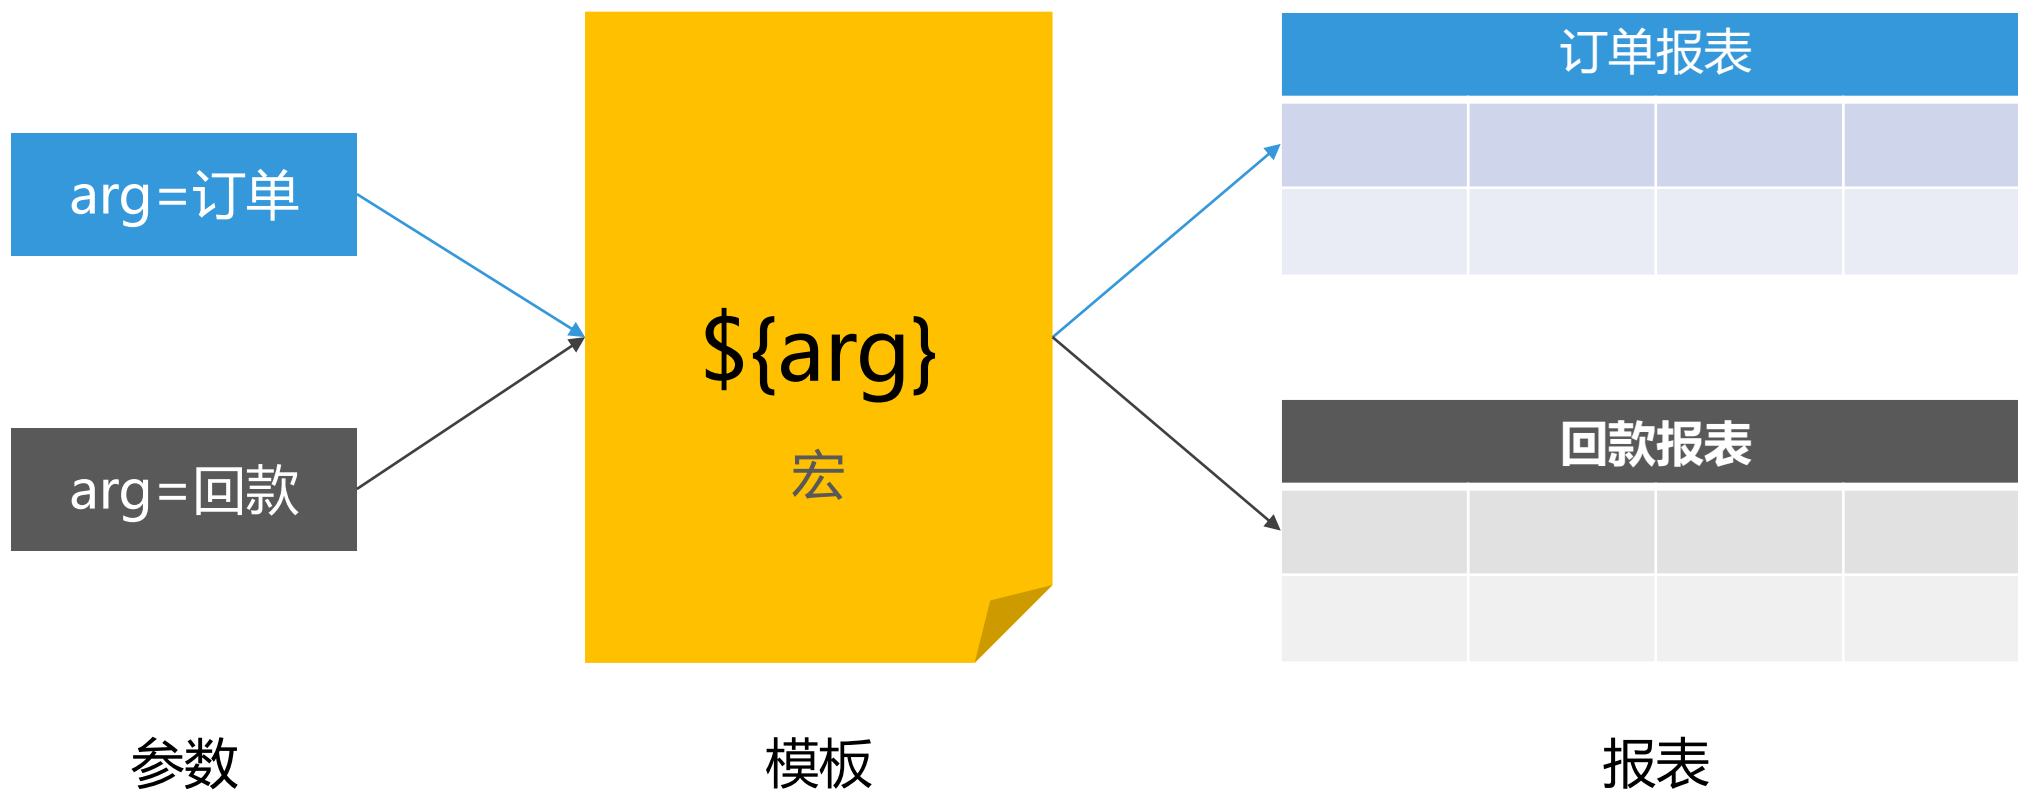 arg=订单
arg=回款
${arg}
宏
订单报表
回款报表
参数
模板
报表